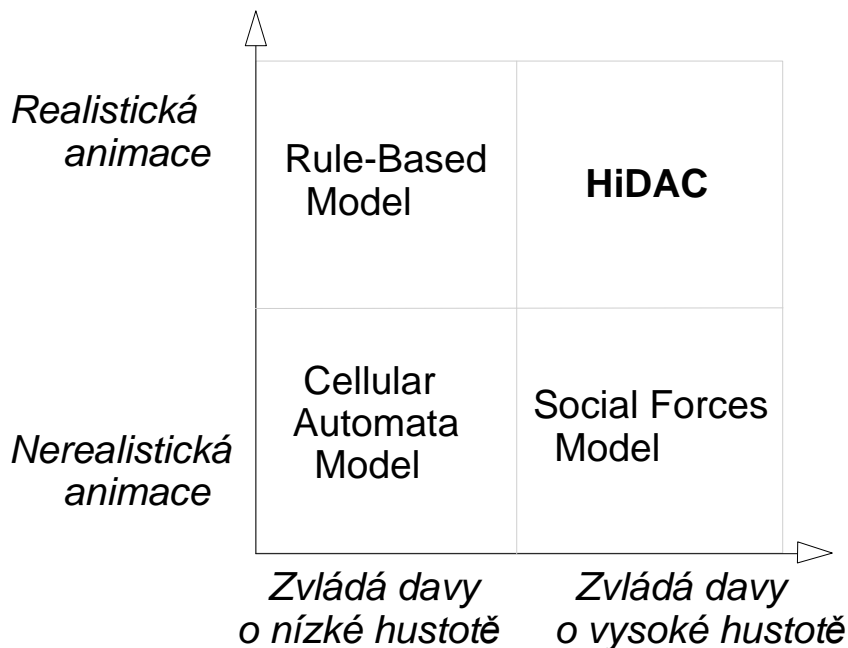 Realistická
animace
Rule-Based
Model
HiDAC
Nerealistická
animace
Cellular
Automata
Model
Social Forces
Model
Zvládá davy
o nízké hustotě
Zvládá davy
o vysoké hustotě